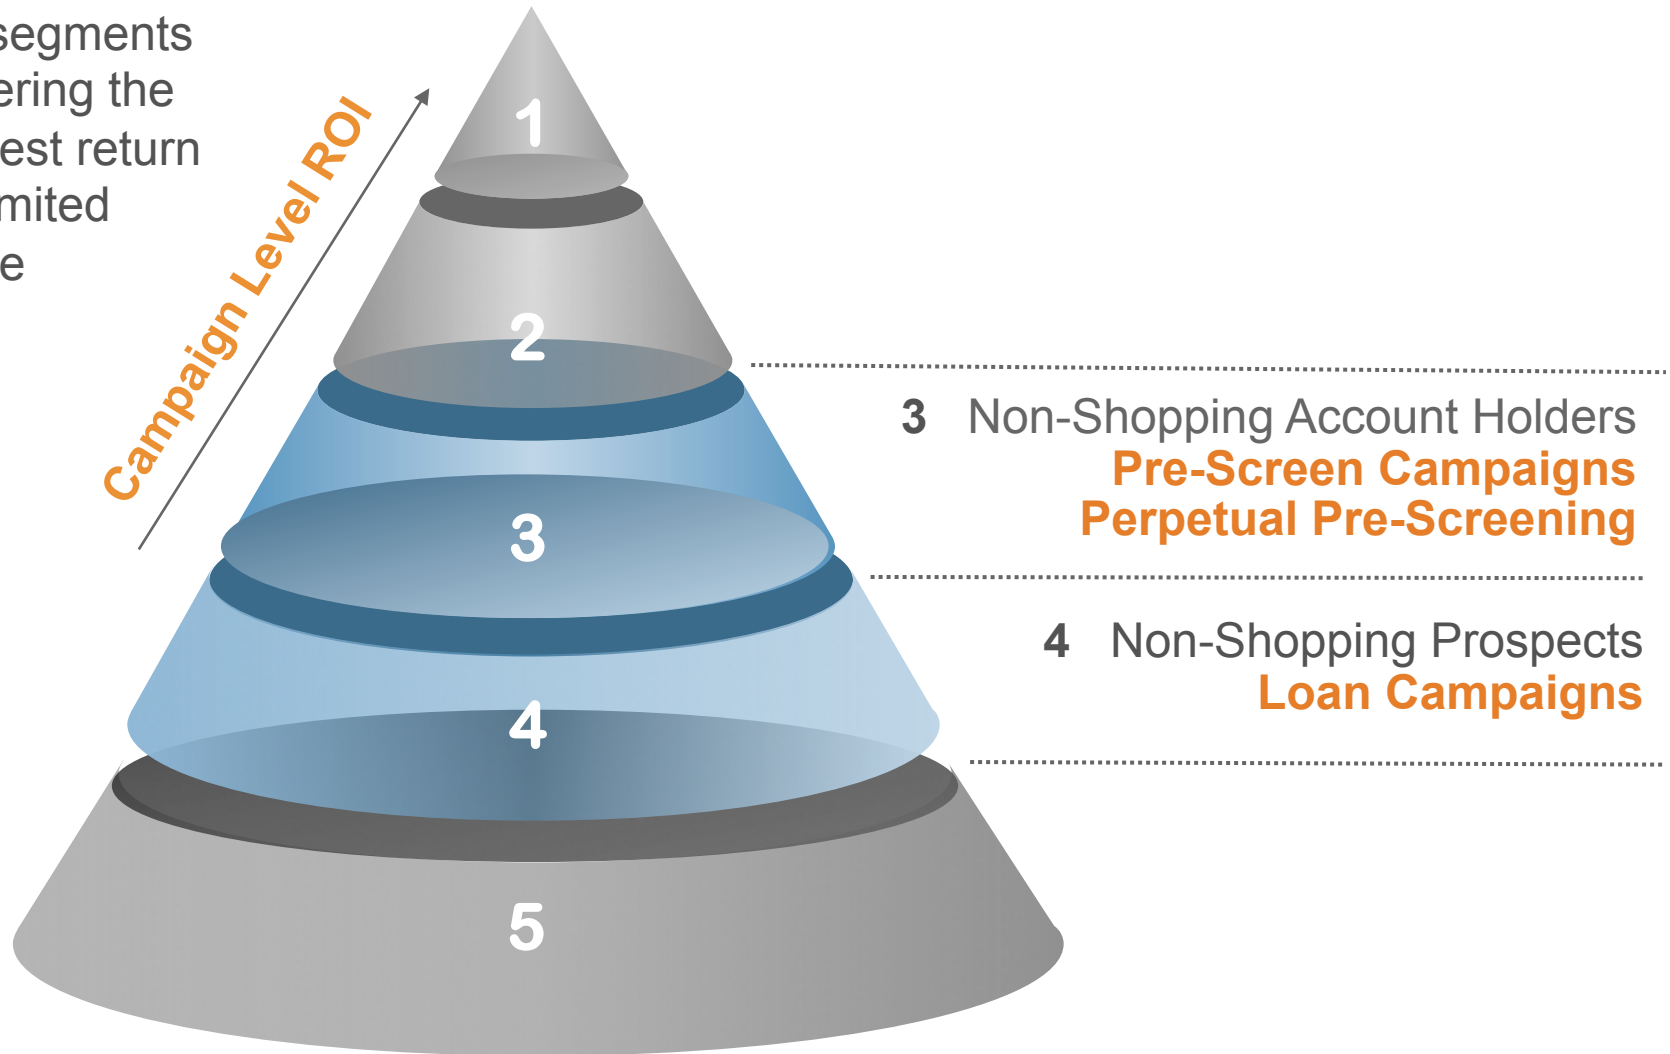 segments
ering the
est return
mited
e
Campaign Level ROI
1
2
3
4
5
3 Non-Shopping Account Holders
Pre-Screen Campaigns
Perpetual Pre-Screening
4 Non-Shopping Prospects
Loan Campaigns